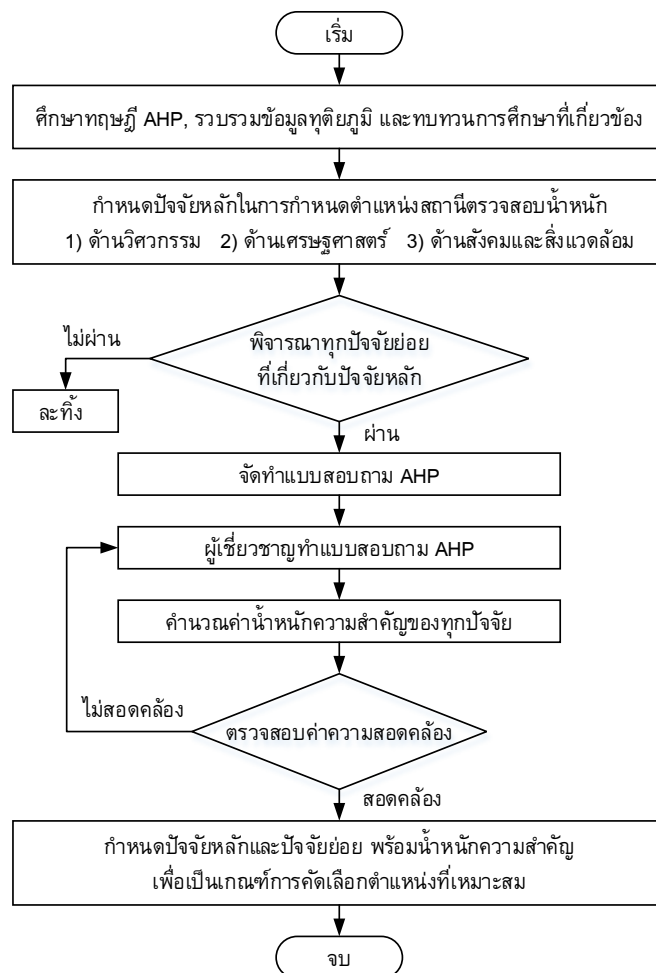 เริ่ม
ศึกษาทฤษฎี AHP, รวบรวมข้อมูลทุติยภูมิ และทบทวนการศึกษาที่เกี่ยวข้อง
กำหนดปัจจัยหลักในการกำหนดตำแหน่งสถานีตรวจสอบน้ำหนัก
1) ด้านวิศวกรรม 2) ด้านเศรษฐศาสตร์ 3) ด้านสังคมและสิ่งแวดล้อม
ไม่ผ่าน
พิจารณาทุกปัจจัยย่อย
ที่เกี่ยวกับปัจจัยหลัก
ละทิ้ง
ผ่าน
จัดทำแบบสอบถาม AHP
ผู้เชี่ยวชาญทำแบบสอบถาม AHP
คำนวณค่าน้ำหนักความสำคัญของทุกปัจจัย
ไม่สอดคล้อง
ตรวจสอบค่าความสอดคล้อง
สอดคล้อง
กำหนดปัจจัยหลักและปัจจัยย่อย พร้อมน้ำหนักความสำคัญ
เพื่อเป็นเกณฑ์การคัดเลือกตำแหน่งที่เหมาะสม
จบ